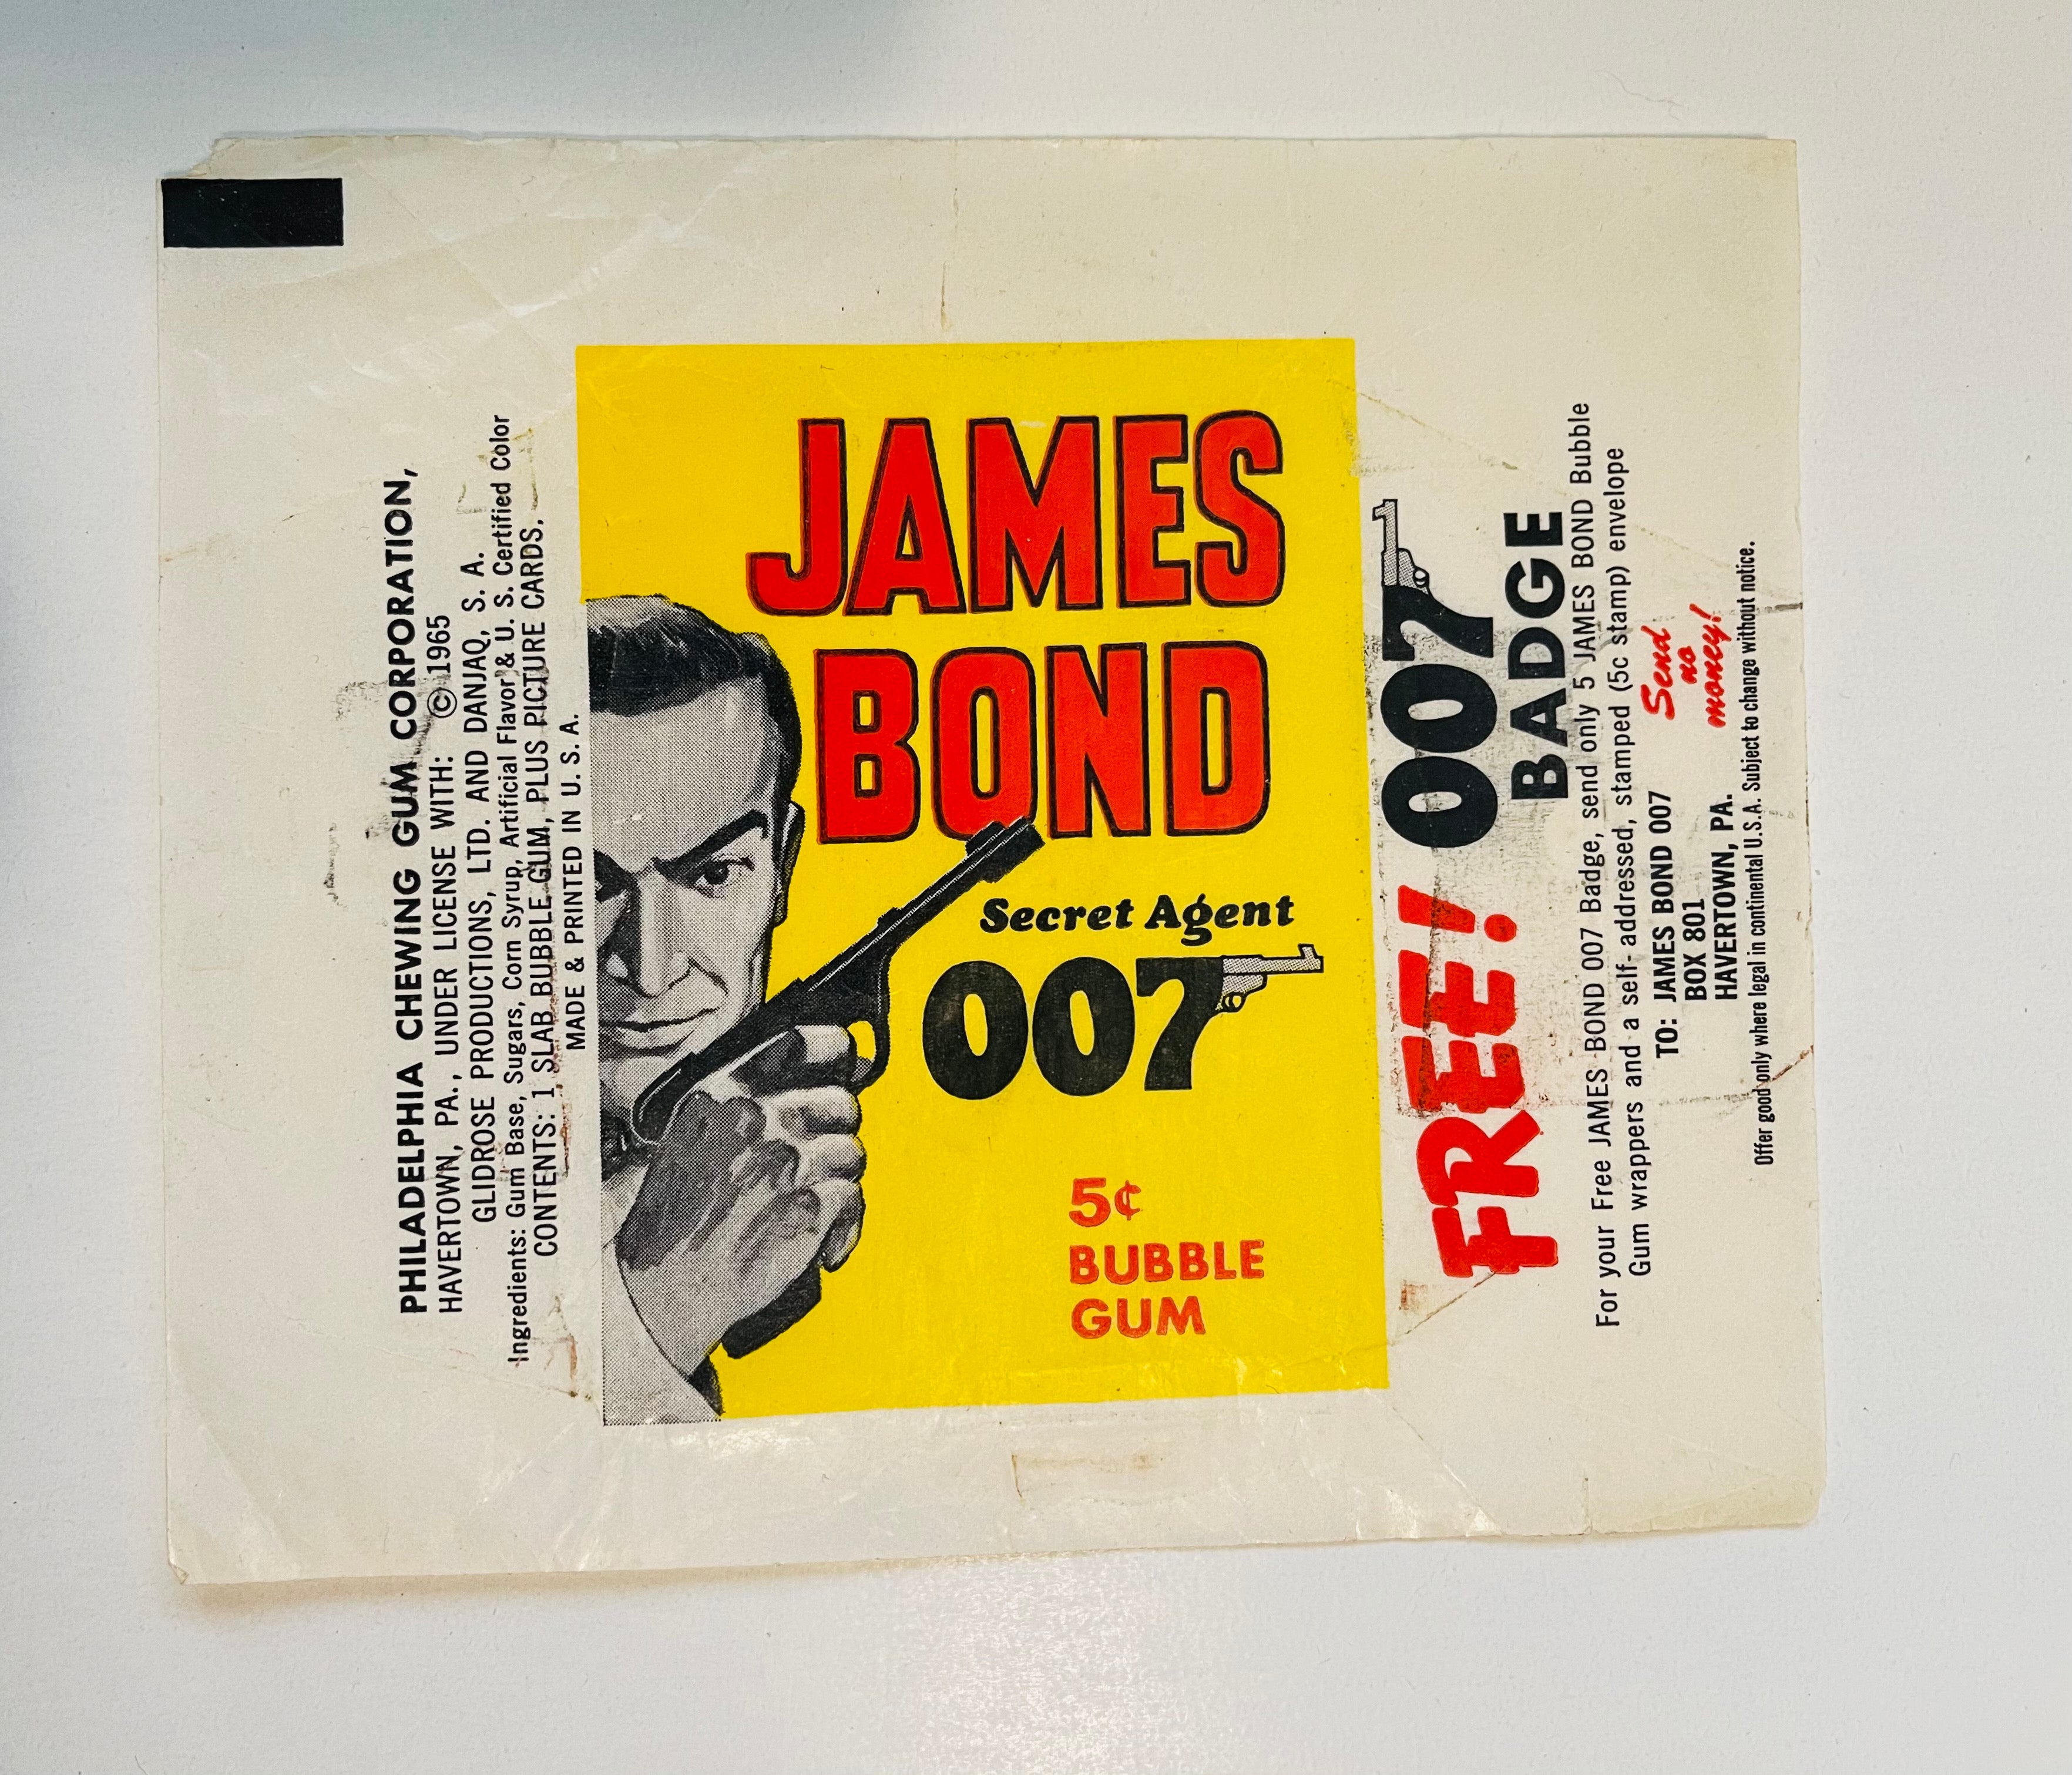 PHILADELPHIA CHEWING GUM CORPORATION,
HAVERTOWN, PA., UNDER LICENSE WITH: © 1965
GLIDROSE PRODUCTIONS, LTD. AND DANJAQ, S. A.
Ingredients: Gum Base, Sugars, Corn Syrup, Artificial Flavor & U. S. Certified Color
CONTENTS: 1 SLAB BUBBLE GUM, PLUS PICTURE CARDS.
MADE & PRINTED IN U. S. A.
JAMES
BOND
Secret Agent
007
5¢
BUBBLE
GUM
FREE! 007
BADGE
For your Free JAMES BOND 007 Badge, send only 5 JAMES BOND Bubble
Gum wrappers and a self-addressed, stamped (5c stamp) envelope
TO: JAMES BOND 007
BOX 801
HAVERTOWN, PA.
Send
no
money!
Offer good only where legal in continental U.S.A. Subject to change without notice.